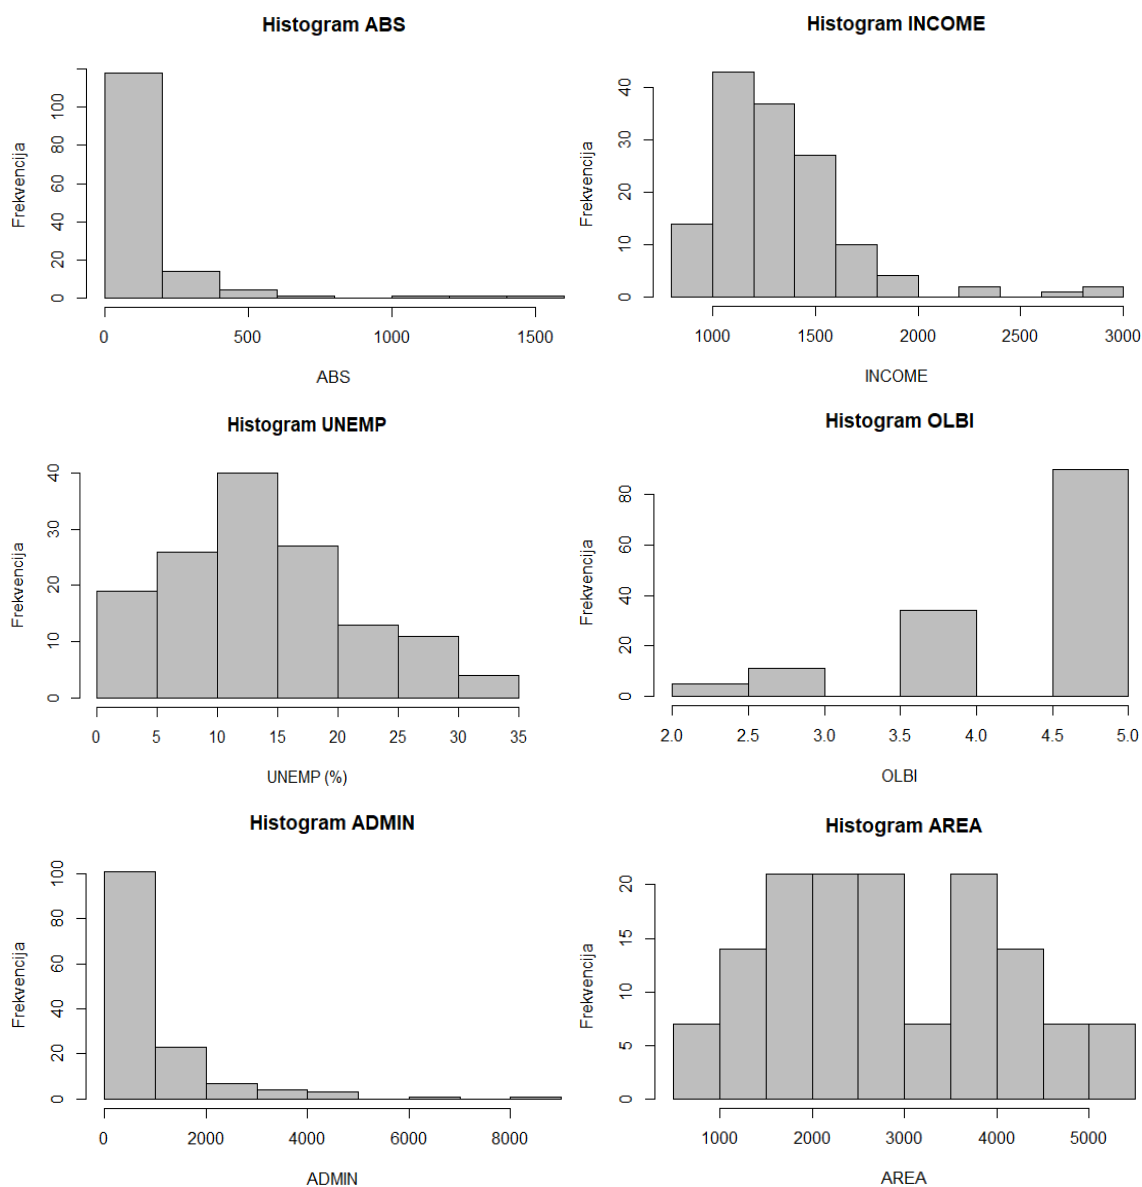 Histogram ABS
Frekvencija
0 20 40 60 80 100
0 500 1000 1500
ABS
Histogram INCOME
Frekvencija
0 10 20 30 40
1000 1500 2000 2500 3000
INCOME
Histogram UNEMP
Frekvencija
0 10 20 30 40
0 5 10 15 20 25 30 35
UNEMP (%)
Histogram OLBI
Frekvencija
0 20 40 60 80
2.0 2.5 3.0 3.5 4.0 4.5 5.0
OLBI
Histogram ADMIN
Frekvencija
0 20 40 60 80 100
0 2000 4000 6000 8000
ADMIN
Histogram AREA
Frekvencija
0 5 10 15 20
1000 2000 3000 4000 5000
AREA